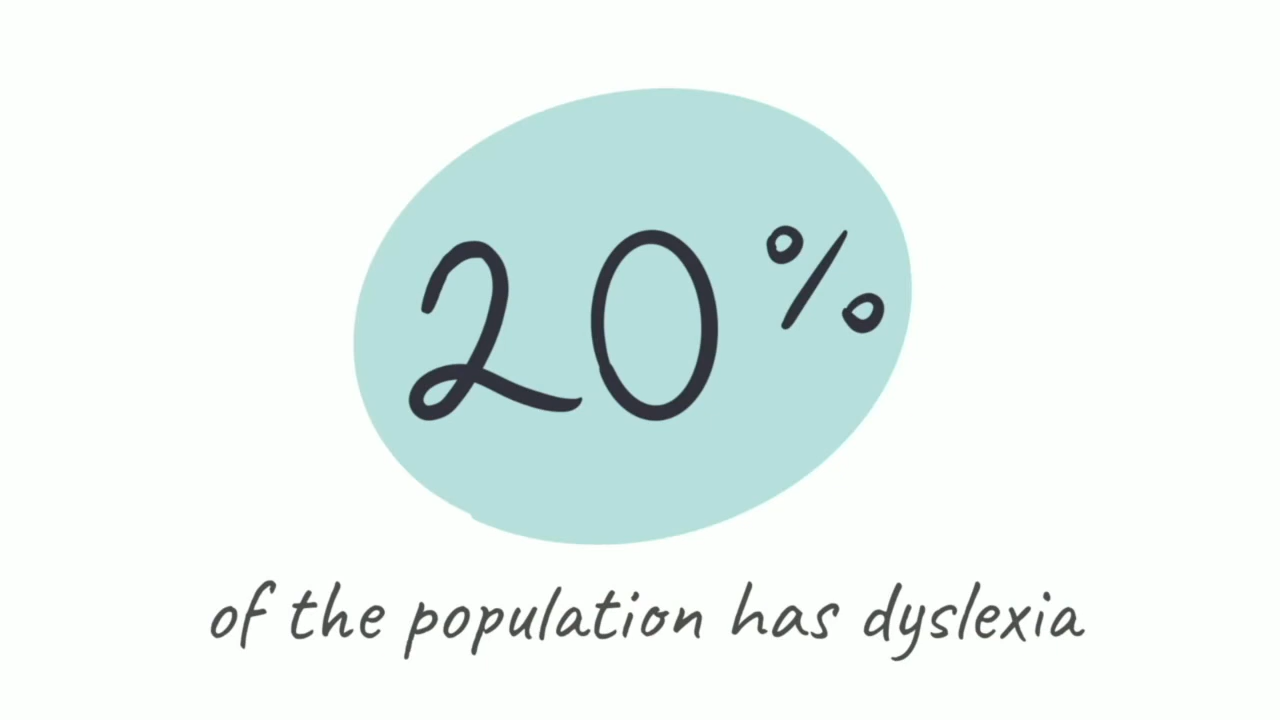 20%
of the population has dyslexia